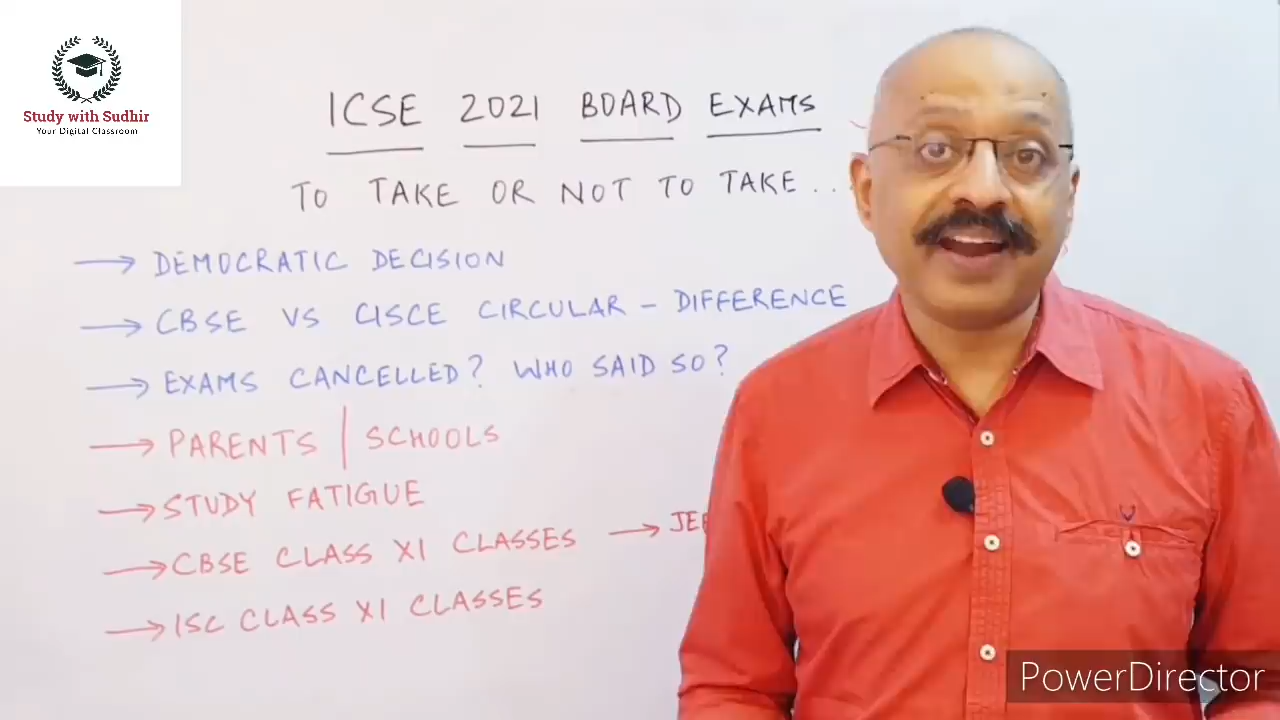 Study with Sudhir
Your Digital Classroom
ICSE 2021 BOARD EXAMS
TO TAKE OR NOT TO TAKE ..
→ DEMOCRATIC DECISION
→ CBSE VS CISCE CIRCULAR - DIFFERENCE
→ EXAMS CANCELLED? WHO SAID SO?
→ PARENTS | SCHOOLS
→ STUDY FATIGUE
→ CBSE CLASS XI CLASSES →
→ ISC CLASS XI CLASSES
PowerDirector